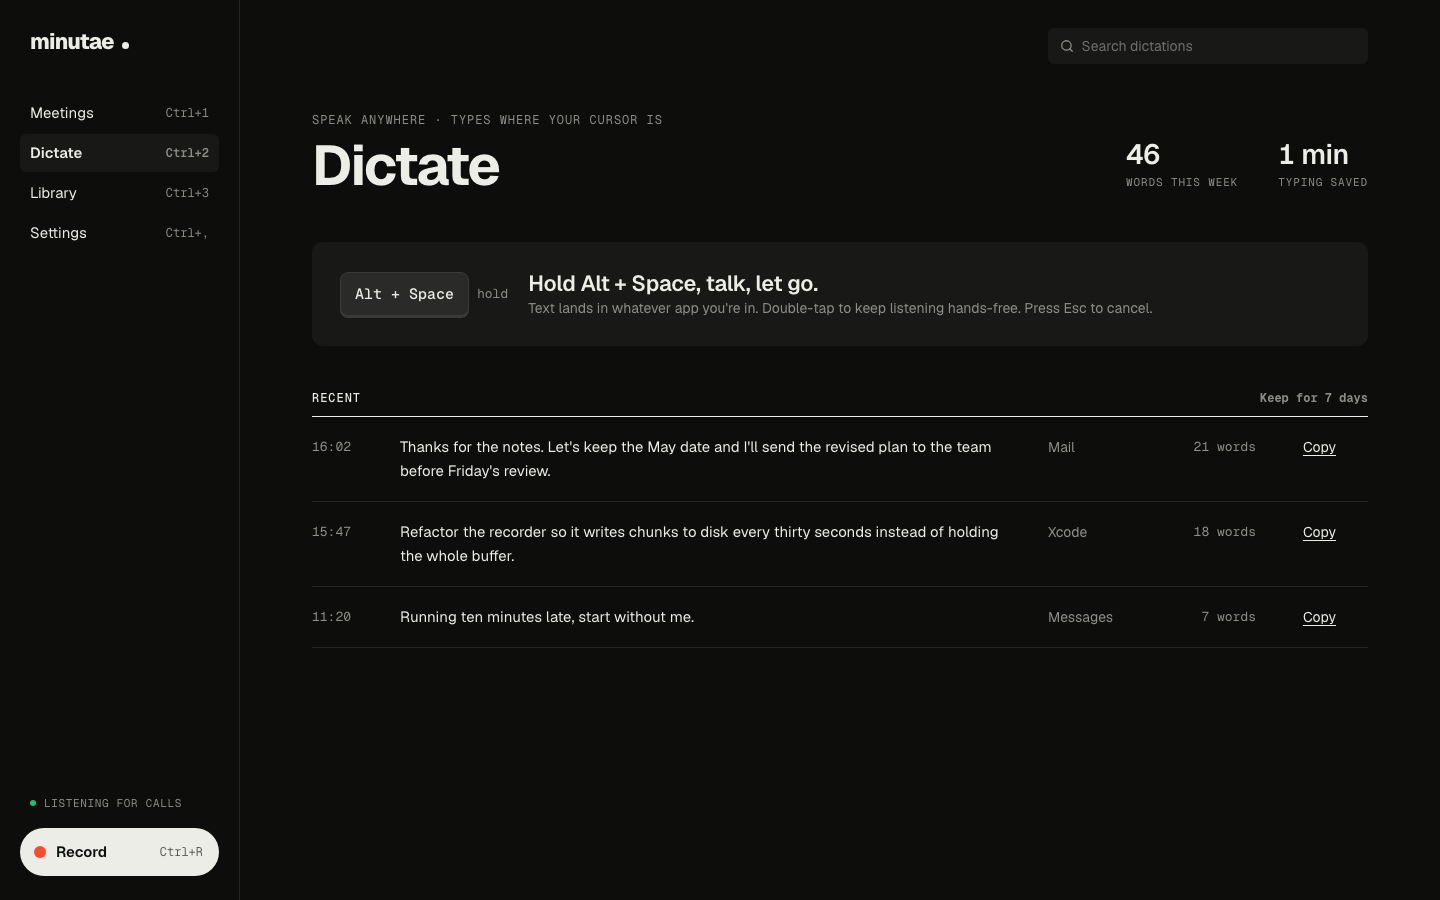 minutae
Meetings Ctrl+1
Dictate Ctrl+2
Library Ctrl+3
Settings Ctrl+,
LISTENING FOR CALLS
Record Ctrl+R
Search dictations
SPEAK ANYWHERE · TYPES WHERE YOUR CURSOR IS
Dictate
46
WORDS THIS WEEK
1 min
TYPING SAVED
Alt + Space hold
Hold Alt + Space, talk, let go.
Text lands in whatever app you're in. Double-tap to keep listening hands-free. Press Esc to cancel.
RECENT Keep for 7 days
16:02 Thanks for the notes. Let's keep the May date and I'll send the revised plan to the team Mail 21 words Copy
before Friday's review.
15:47 Refactor the recorder so it writes chunks to disk every thirty seconds instead of holding Xcode 18 words Copy
the whole buffer.
11:20 Running ten minutes late, start without me. Messages 7 words Copy